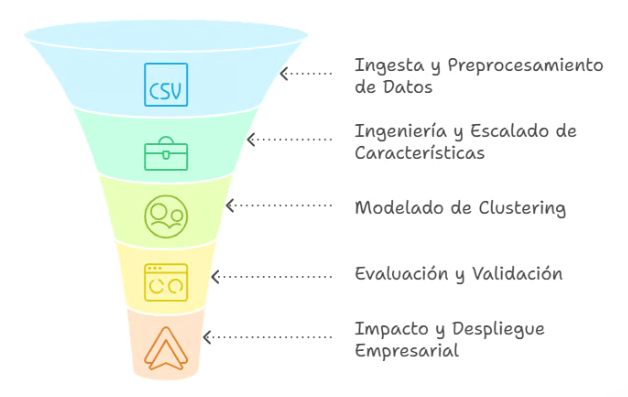 CSV
Ingesta y Preprocesamiento
de Datos
Ingeniería y Escalado de
Características
Modelado de Clustering
Evaluación y Validación
Impacto y Despliegue
Empresarial